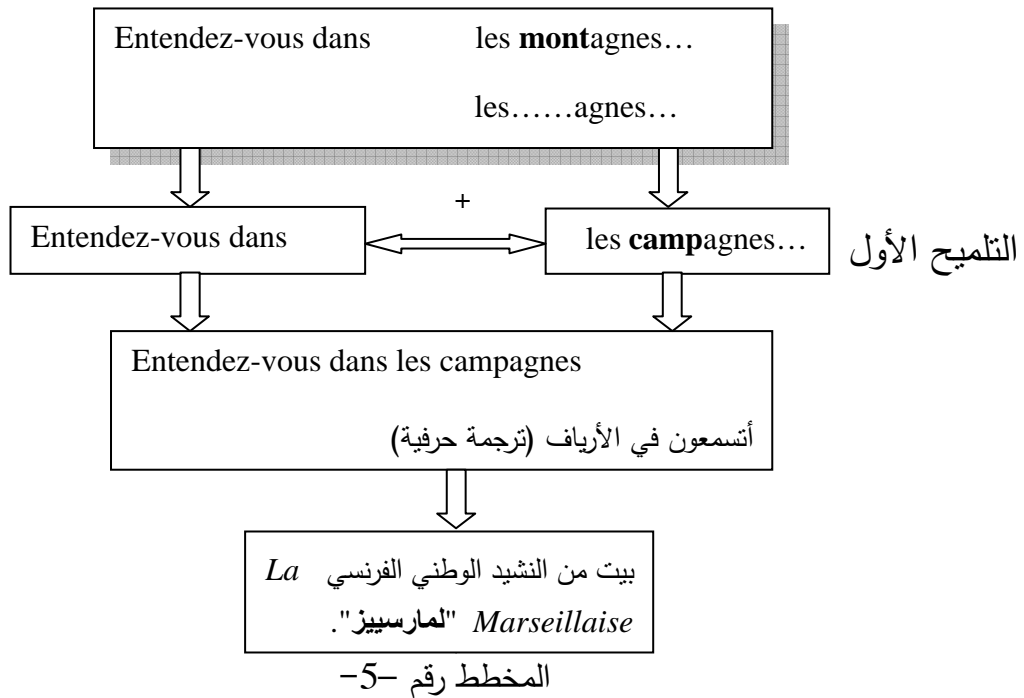 Entendez-vous dans les montagnes…
les……agnes…
+
Entendez-vous dans
les campagnes…
التلميح الأول
Entendez-vous dans les campagnes
أتسمعون في الأرياف (ترجمة حرفية)
بيت من النشيد الوطني الفرنسي La
Marseillaise "لمارسييز".
المخطط رقم -5-